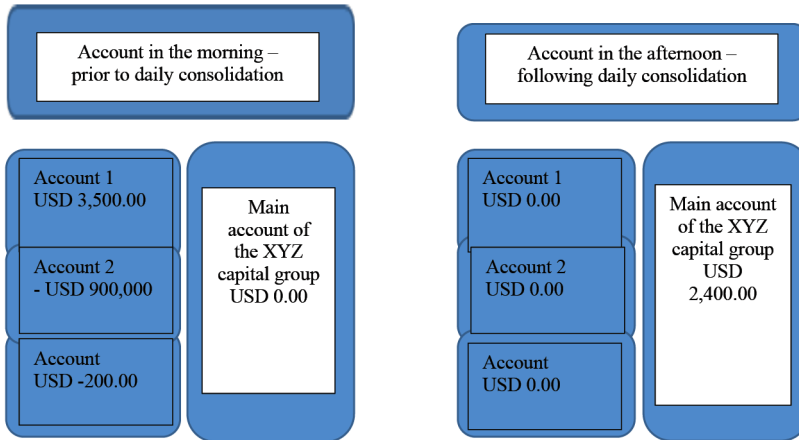 Account in the morning –
prior to daily consolidation
Account in the afternoon –
following daily consolidation
Account 1
USD 3,500.00
Account 2
- USD 900,000
Account
USD -200.00
Main
account of
the XYZ
capital group
USD 0.00
Account 1
USD 0.00
Account 2
USD 0.00
Account
USD 0.00
Main account
of the XYZ
capital group
USD
2,400.00